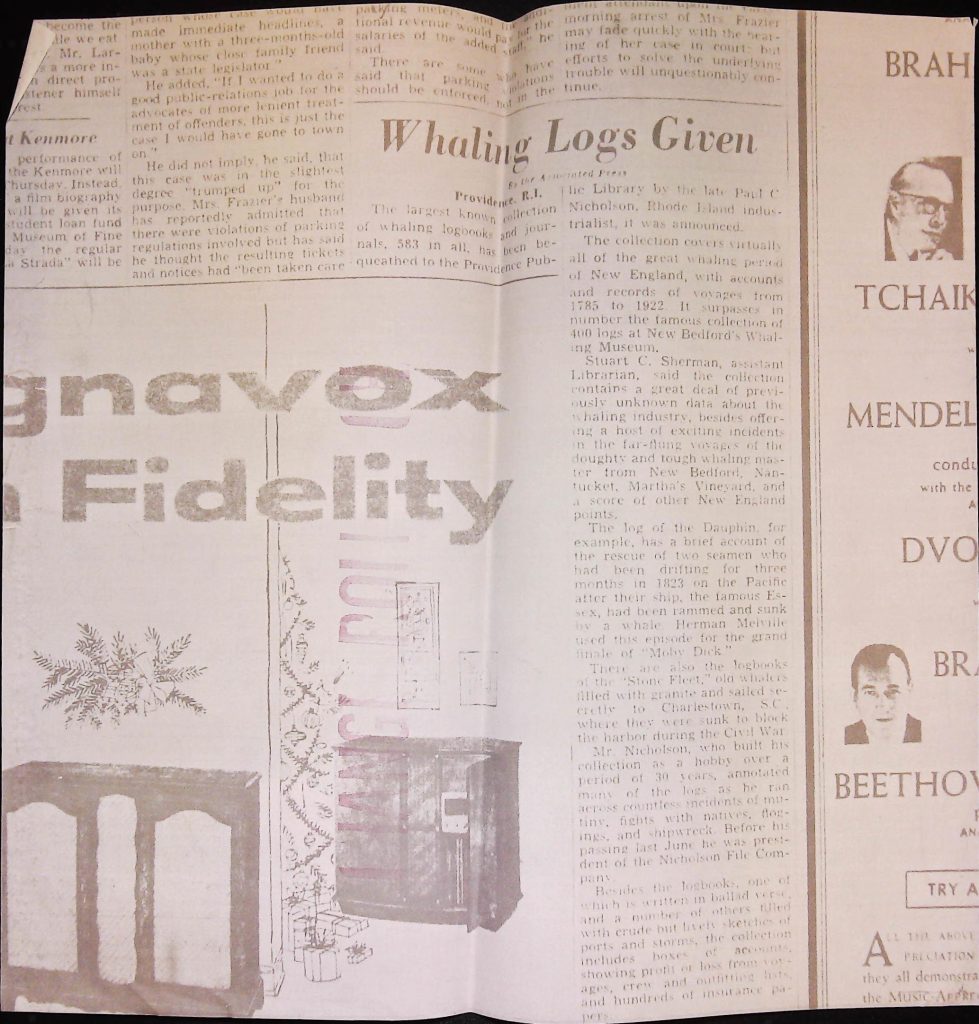 become the
we eat
Mr. Lar-
s a more in-
direct pro-
stener himself
rest.
t Kenmore
performance of
the Kenmore will
hursday. Instead,
a film biography
will be given its
student loan fund
Museum of Fine
day the regular
a Strada" will be
person whose
made immediate headlines, a
mother with a three-months-old
baby whose close family friend
was a state legislator."
He added, "If I wanted to do a
good public-relations job for the
advocates of more lenient treat-
ment of offenders, this is just the
case I would have gone to town
on."
He did not imply, he said, that
this case was in the slightest
degree "trumped up" for the
purpose. Mrs. Frazier's husband
has reportedly admitted that
there were violations of parking
regulations involved but has said
he thought the resulting tickets
and notices had "been taken care
parking meters, and the
tional revenue would pay for the
salaries of the added staff, he
said.
There are some who have
said that parking violations
should be enforced, not in the
morning arrest of Mrs. Frazier
may fade quickly with the hear-
ing of her case in court; but
efforts to solve the underlying
trouble will unquestionably con-
tinue.
Whaling Logs Given
By the Associated Press
Providence, R.I.
The largest known collection
of whaling logbooks and jour-
nals, 583 in all, has been be-
queathed to the Providence Pub-
lic Library by the late Paul C.
Nicholson, Rhode Island indus-
trialist, it was announced.
The collection covers virtually
all of the great whaling period
of New England, with accounts
and records of voyages from
1785 to 1922. It surpasses in
number the famous collection of
400 logs at New Bedford's Whal-
ing Museum.
Stuart C. Sherman, assistant
Librarian, said the collection
contains a great deal of previ-
ously unknown data about the
whaling industry, besides offer-
ing a host of exciting incidents
in the far-flung voyages of the
doughty and tough whaling mas-
ter from New Bedford, Nan-
tucket, Martha's Vineyard, and
a score of other New England
points.
The log of the Dauphin, for
example, has a brief account of
the rescue of two seamen who
had been drifting for three
months in 1823 on the Pacific
after their ship, the famous Es-
sex, had been rammed and sunk
by a whale. Herman Melville
used this episode for the grand
finale of "Moby Dick."
There are also the logbooks
of the "Stone Fleet," old whalers
filled with granite and sailed se-
cretly to Charlestown, S.C.,
where they were sunk to block
the harbor during the Civil War.
Mr. Nicholson, who built his
collection as a hobby over a
period of 30 years, annotated
many of the logs as he ran
across countless incidents of mu-
tiny, fights with natives, flog-
ings, and shipwreck. Before his
passing last June he was presi-
dent of the Nicholson File Com-
pany.
Besides the logbooks, one of
which is written in ballad verse,
and a number of others filled
with crude but lively sketches of
ports and storms, the collection
includes boxes of accounts,
showing profit or loss from voy-
ages, crew and outfitting lists,
and hundreds of insurance pa-
pers.
gnavox
Fidelity
BRAH
TCHAIK
MENDEL
condu
with the
DVO
BRA
BEETHOV
AN
TRY A
ALL THE ABOVE
PRECIATION
they all demonstra
the MUSIC-APPRE